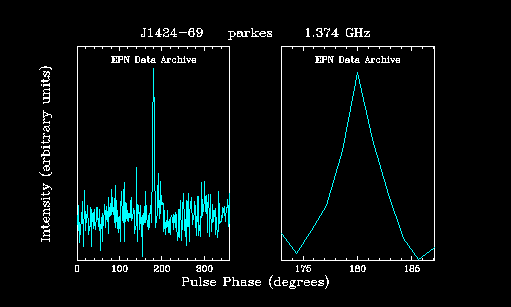 J1424−69 parkes 1.374 GHz
EPN Data Archive EPN Data Archive
Intensity (arbitrary units)
0 100 200 300 175 180 185
Pulse Phase (degrees)